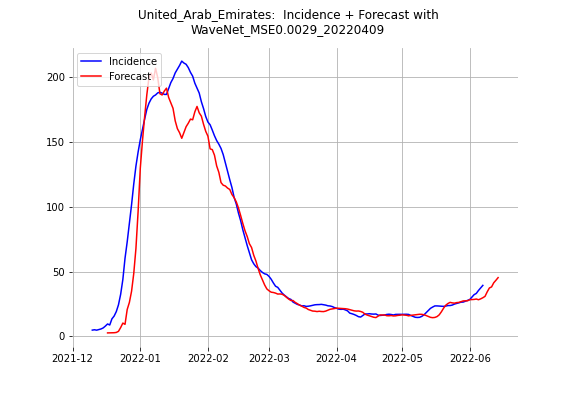 United_Arab_Emirates:  Incidence + Forecast with
WaveNet_MSE0.0029_20220409
Incidence
Forecast
200
150
100
50
0
2021-12 2022-01 2022-02 2022-03 2022-04 2022-05 2022-06